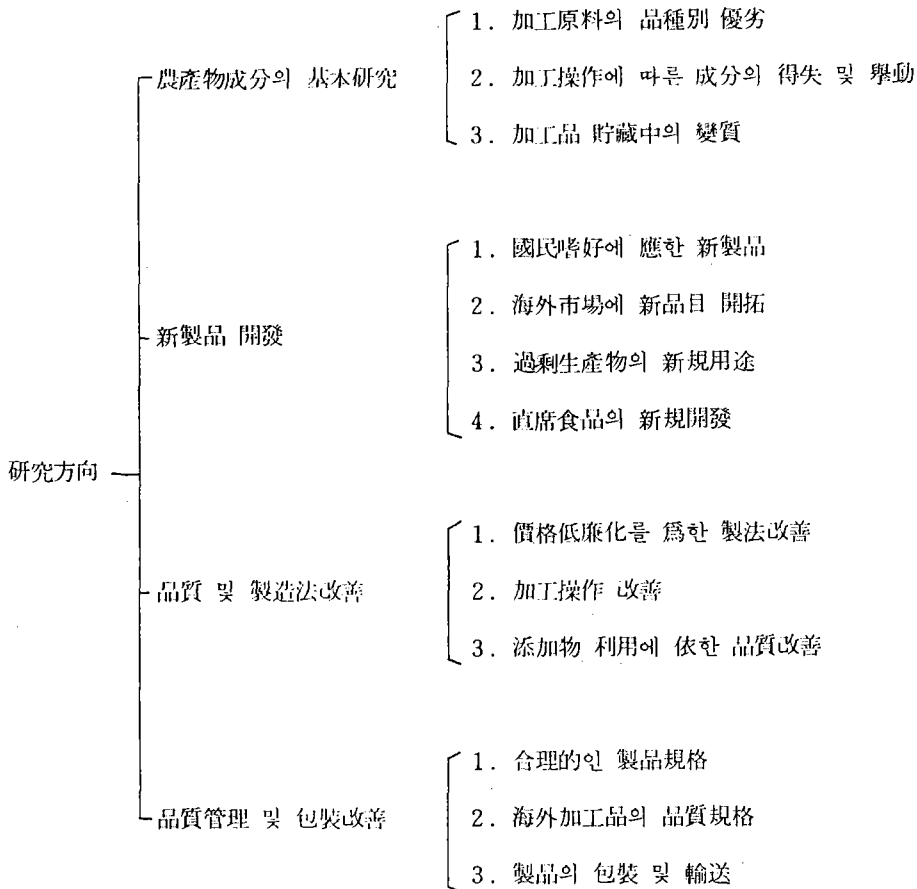 1. 加工原料의 品種別 優劣
農產物成分의 基本硏究
2. 加工操作에 따른 成分의 得失 및 擧動
3. 加工品 貯藏中의 變質
1. 國民嗜好에 應한 新製品
2. 海外市場에 新品目 開拓
新製品 開發
3. 過剩生產物의 新規用途
4. 直席食品의 新規開發
硏究方向
1. 價格低廉化를 爲한 製法改善
品質 및 製造法改善
2. 加工操作 改善
3. 添加物 利用에 依한 品質改善
1. 合理的인 製品規格
品質管理 및 包裝改善
2. 海外加工品의 品質規格
3. 製品의 包裝 및 輸送